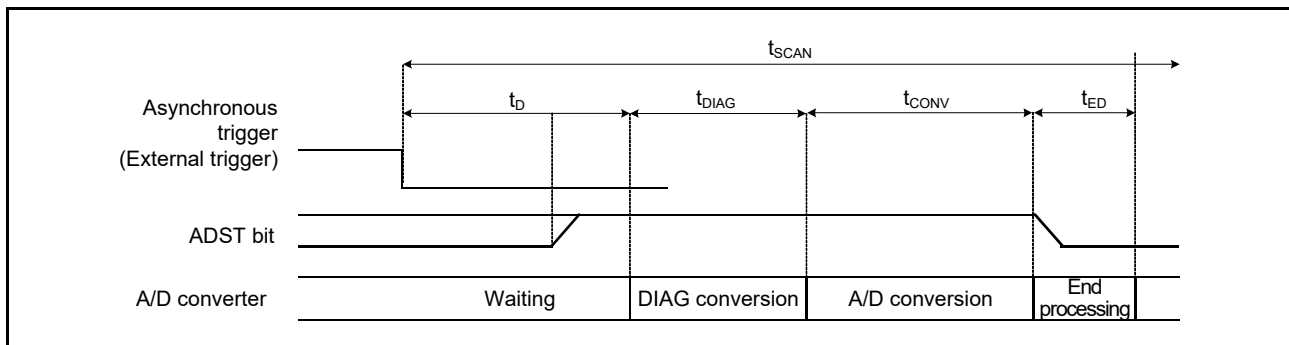 tSCAN
tD
tDIAG
tCONV
tED
Asynchronous
trigger
(External trigger)
ADST bit
A/D converter
Waiting
DIAG conversion
A/D conversion
End
processing